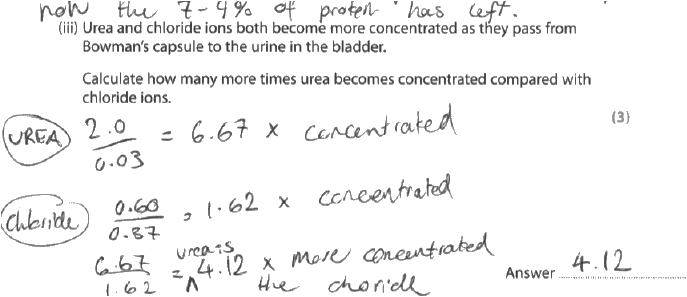 now the 7-4% of protein has left.
(iii) Urea and chloride ions both become more concentrated as they pass from
Bowman's capsule to the urine in the bladder.
Calculate how many more times urea becomes concentrated compared with
chloride ions.
(3)
UREA 2.0 / 0.03 = 6.67 x concentrated
Chloride 0.60 / 0.37 = 1.62 x concentrated
6.67 / 1.62 = urea is 4.12 x more concentrated
the choride
Answer 4.12